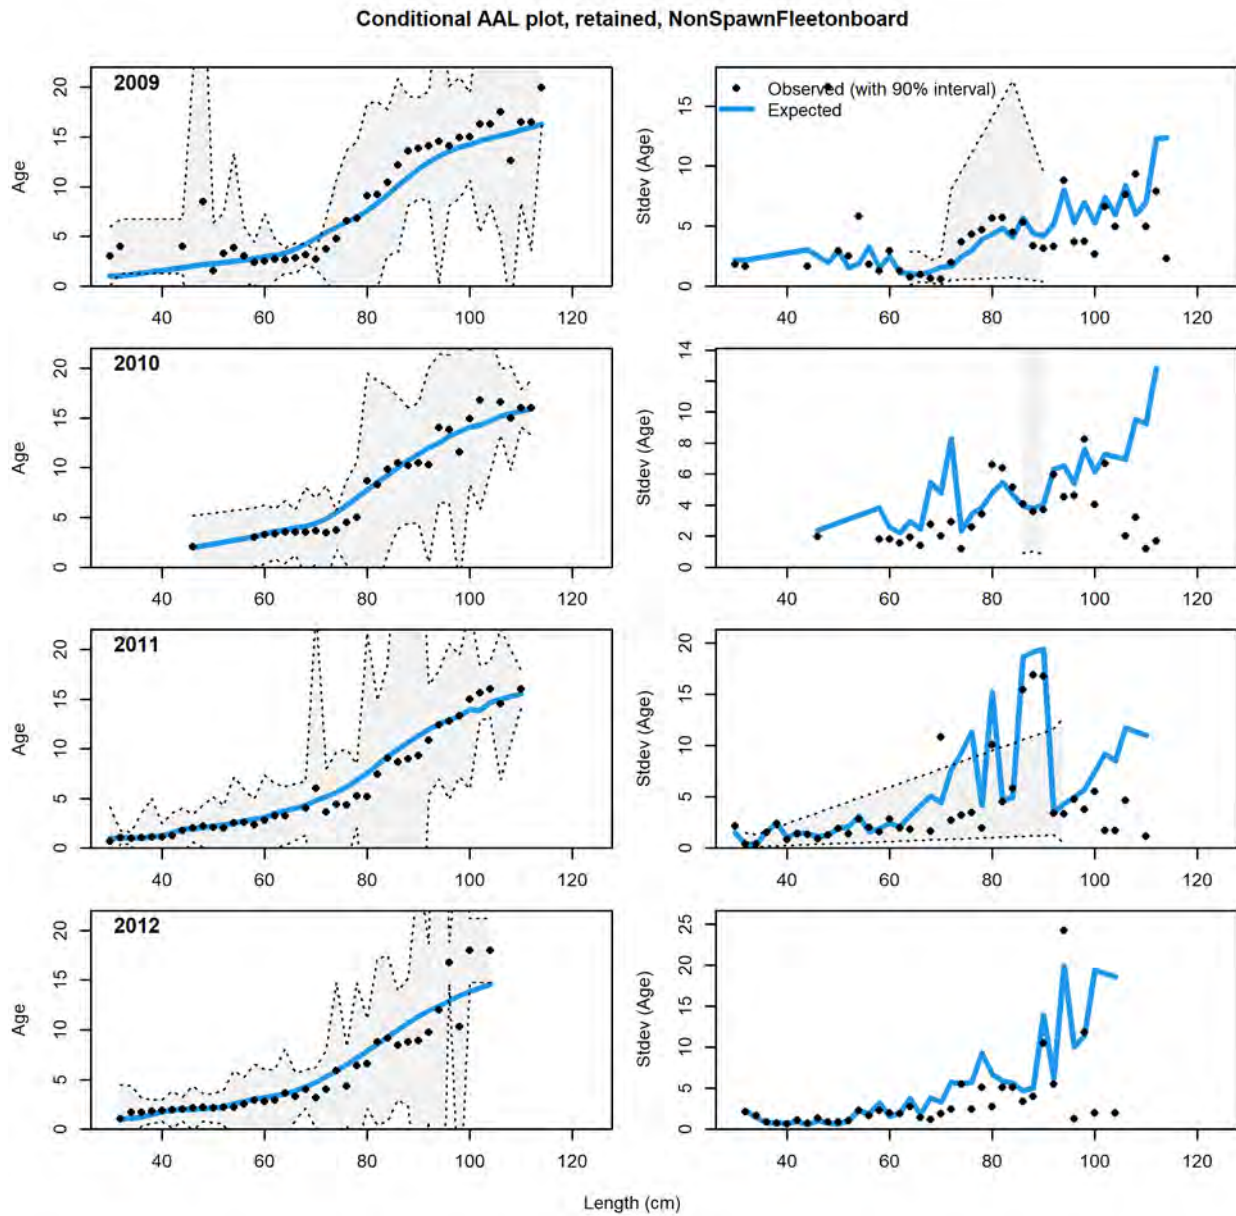 Conditional AAL plot, retained, NonSpawnFleetonboard
2009
Age
0 5 10 15 20
40 60 80 100 120
Observed (with 90% interval)
Expected
Stdev (Age)
0 5 10 15
40 60 80 100 120
2010
Age
0 5 10 15 20
40 60 80 100 120
Stdev (Age)
0 2 4 6 8 10 14
40 60 80 100 120
2011
Age
0 5 10 15 20
40 60 80 100 120
Stdev (Age)
0 5 10 15 20
40 60 80 100 120
2012
Age
0 5 10 15 20
40 60 80 100 120
Stdev (Age)
0 5 10 15 20 25
40 60 80 100 120
Length (cm)